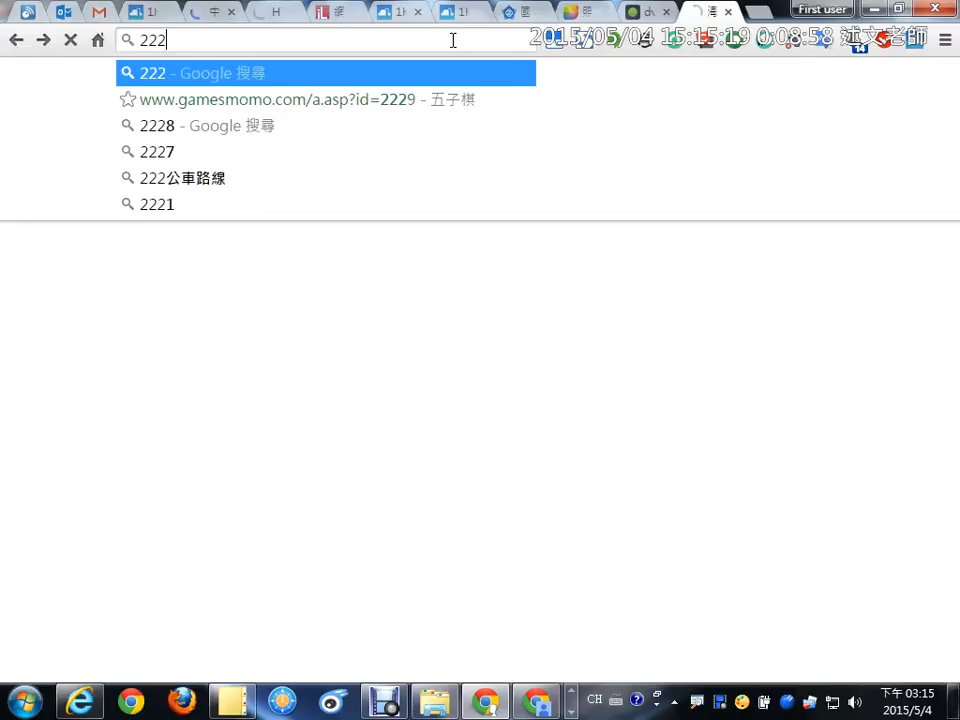 First user
222
2015/05/04 15:15:19 0:08:58 述文老師
14
222 - Google 搜尋
www.gamesmomo.com/a.asp?id=2229 - 五子棋
2228 - Google 搜尋
2227
222公車路線
2221
CH
下午 03:15
2015/5/4